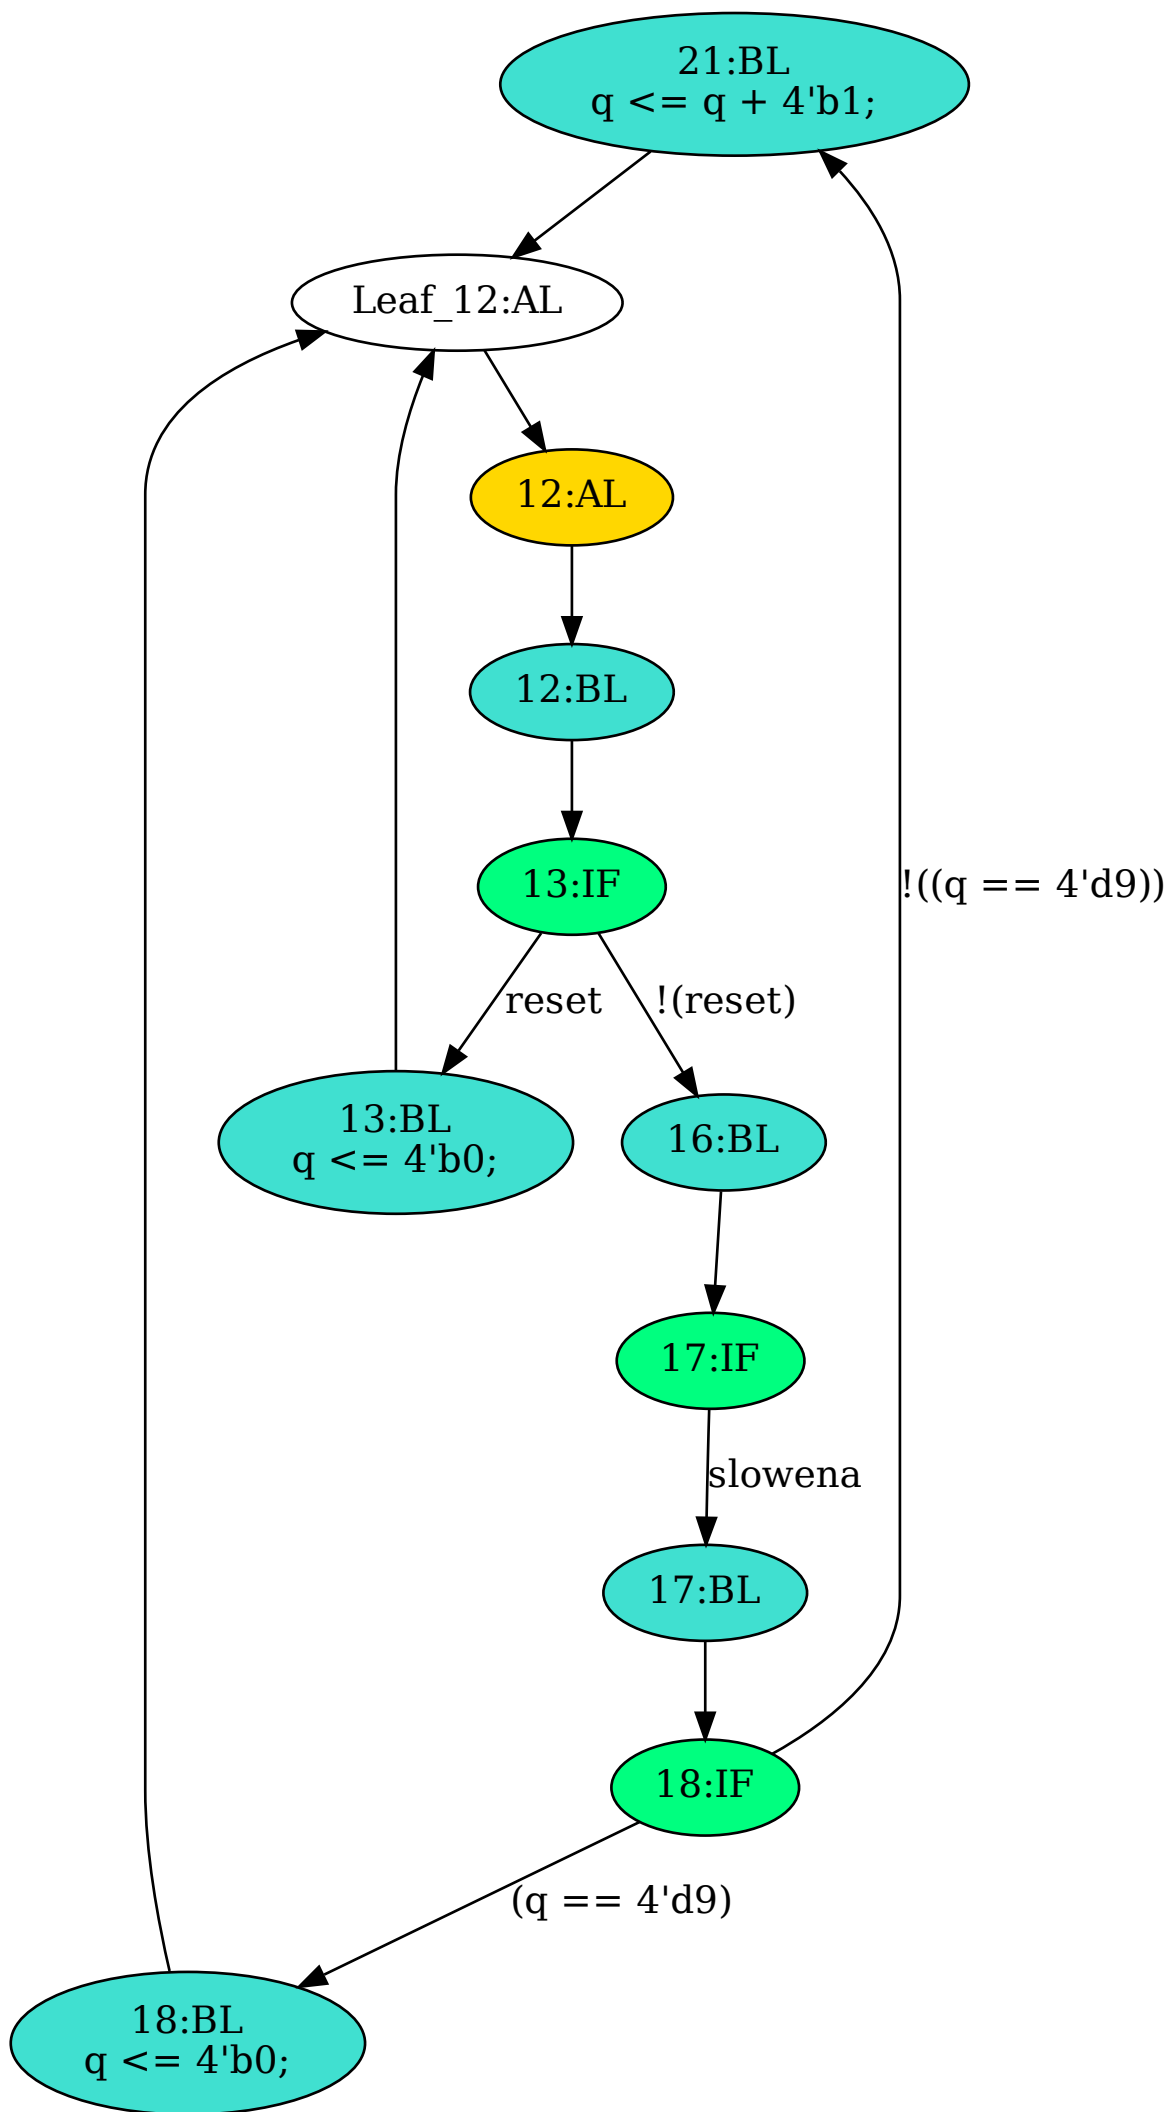 21:BL
q <= q + 4'b1;
Leaf_12:AL
12:AL
12:BL
13:IF
!((q == 4'd9))
reset
!(reset)
13:BL
q <= 4'b0;
16:BL
17:IF
slowena
17:BL
18:IF
(q == 4'd9)
18:BL
q <= 4'b0;